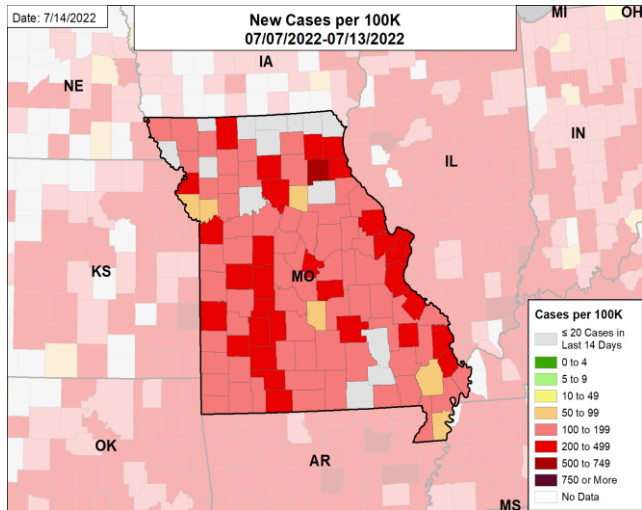 Date: 7/14/2022
New Cases per 100K
07/07/2022-07/13/2022
MI
OH
IA
NE
IL
IN
KS
MO
Cases per 100K
≤ 20 Cases in
Last 14 Days
0 to 4
5 to 9
10 to 49
50 to 99
100 to 199
200 to 499
500 to 749
750 or More
No Data
OK
AR
MS